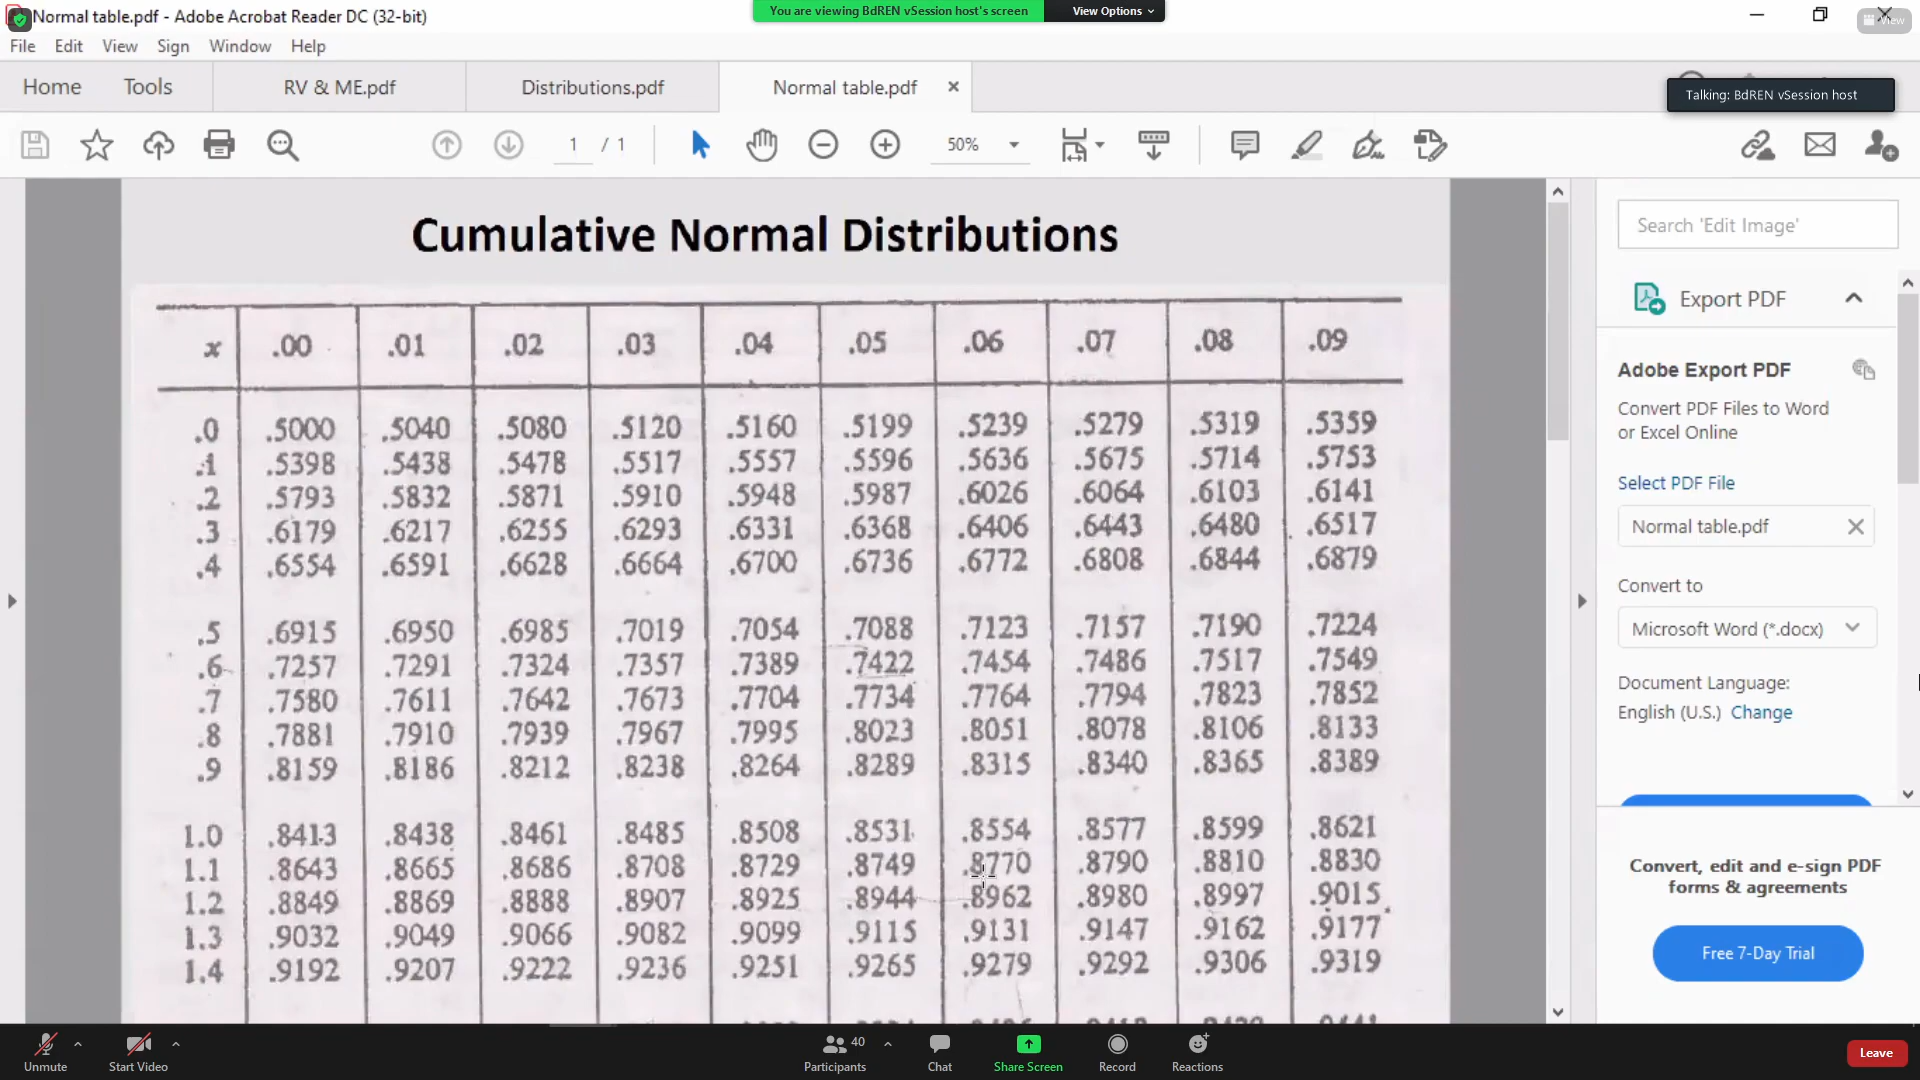 Normal table.pdf - Adobe Acrobat Reader DC (32-bit)
You are viewing BdREN vSession host's screen
View Options
View
File Edit View Sign Window Help
Home Tools RV & ME.pdf Distributions.pdf Normal table.pdf
Talking: BdREN vSession host
1 / 1 50%
Cumulative Normal Distributions
x .00 .01 .02 .03 .04 .05 .06 .07 .08 .09
.0 .5000 .5040 .5080 .5120 .5160 .5199 .5239 .5279 .5319 .5359
.1 .5398 .5438 .5478 .5517 .5557 .5596 .5636 .5675 .5714 .5753
.2 .5793 .5832 .5871 .5910 .5948 .5987 .6026 .6064 .6103 .6141
.3 .6179 .6217 .6255 .6293 .6331 .6368 .6406 .6443 .6480 .6517
.4 .6554 .6591 .6628 .6664 .6700 .6736 .6772 .6808 .6844 .6879
.5 .6915 .6950 .6985 .7019 .7054 .7088 .7123 .7157 .7190 .7224
.6 .7257 .7291 .7324 .7357 .7389 .7422 .7454 .7486 .7517 .7549
.7 .7580 .7611 .7642 .7673 .7704 .7734 .7764 .7794 .7823 .7852
.8 .7881 .7910 .7939 .7967 .7995 .8023 .8051 .8078 .8106 .8133
.9 .8159 .8186 .8212 .8238 .8264 .8289 .8315 .8340 .8365 .8389
1.0 .8413 .8438 .8461 .8485 .8508 .8531 .8554 .8577 .8599 .8621
1.1 .8643 .8665 .8686 .8708 .8729 .8749 .8770 .8790 .8810 .8830
1.2 .8849 .8869 .8888 .8907 .8925 .8944 .8962 .8980 .8997 .9015
1.3 .9032 .9049 .9066 .9082 .9099 .9115 .9131 .9147 .9162 .9177
1.4 .9192 .9207 .9222 .9236 .9251 .9265 .9279 .9292 .9306 .9319
Search 'Edit Image'
Export PDF
Adobe Export PDF
Convert PDF Files to Word
or Excel Online
Select PDF File
Normal table.pdf
Convert to
Microsoft Word (*.docx)
Document Language:
English (U.S.) Change
Convert, edit and e-sign PDF
forms & agreements
Free 7-Day Trial
Unmute Start Video Participants 40 Chat Share Screen Record Reactions Leave